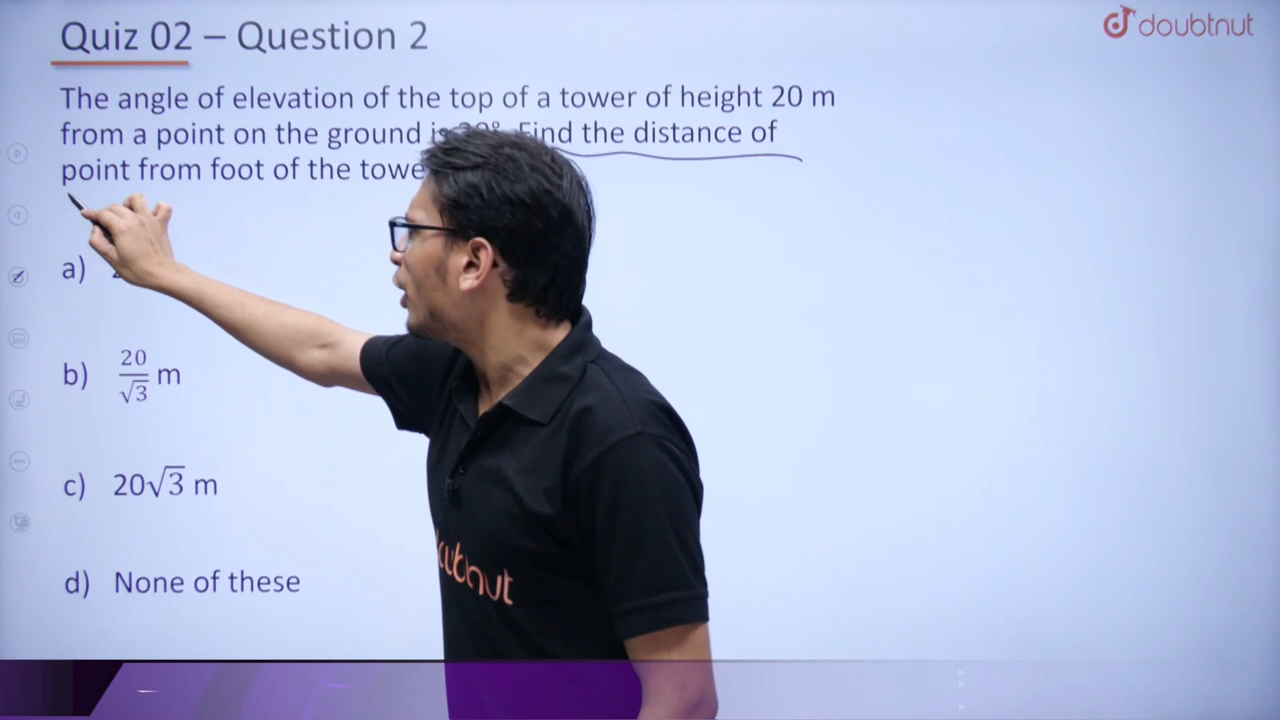 Quiz 02 – Question 2
doubtnut
The angle of elevation of the top of a tower of height 20 m
from a point on the ground is 30°. Find the distance of
point from foot of the towe
a)
b) 20/√3 m
c) 20√3 m
d) None of these
doubtnut